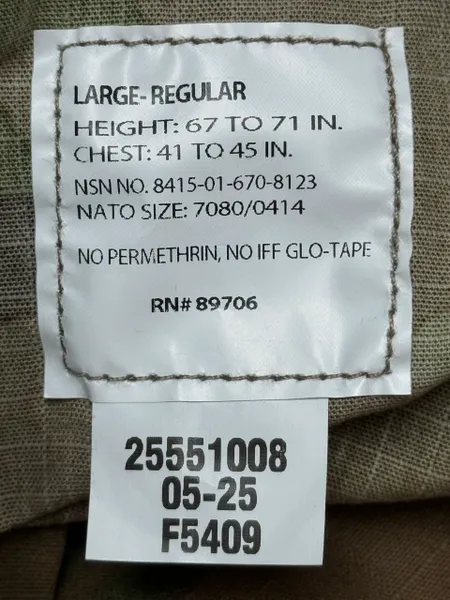 LARGE-REGULAR
HEIGHT: 67 TO 71 IN.
CHEST: 41 TO 45 IN.
NSN NO. 8415-01-670-8123
NATO SIZE: 7080/0414
NO PERMETHRIN, NO IFF GLO-TAPE
RN# 89706
25551008
05-25
F5409